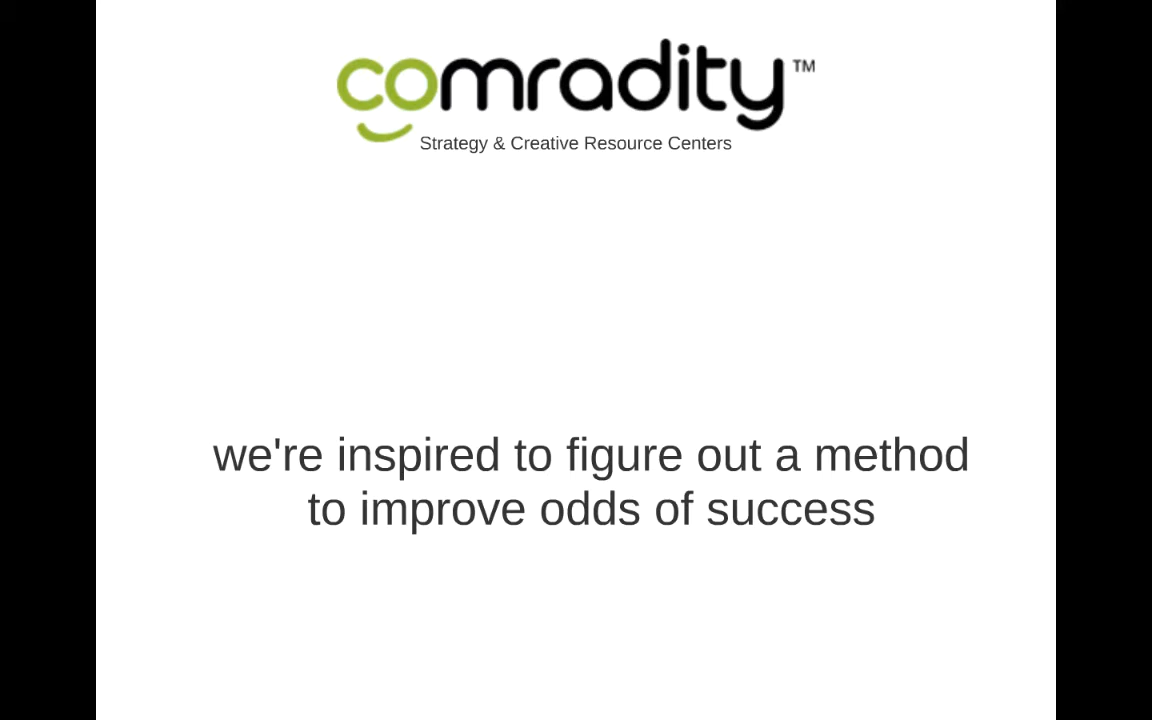 comradity™
Strategy & Creative Resource Centers
we're inspired to figure out a method
to improve odds of success